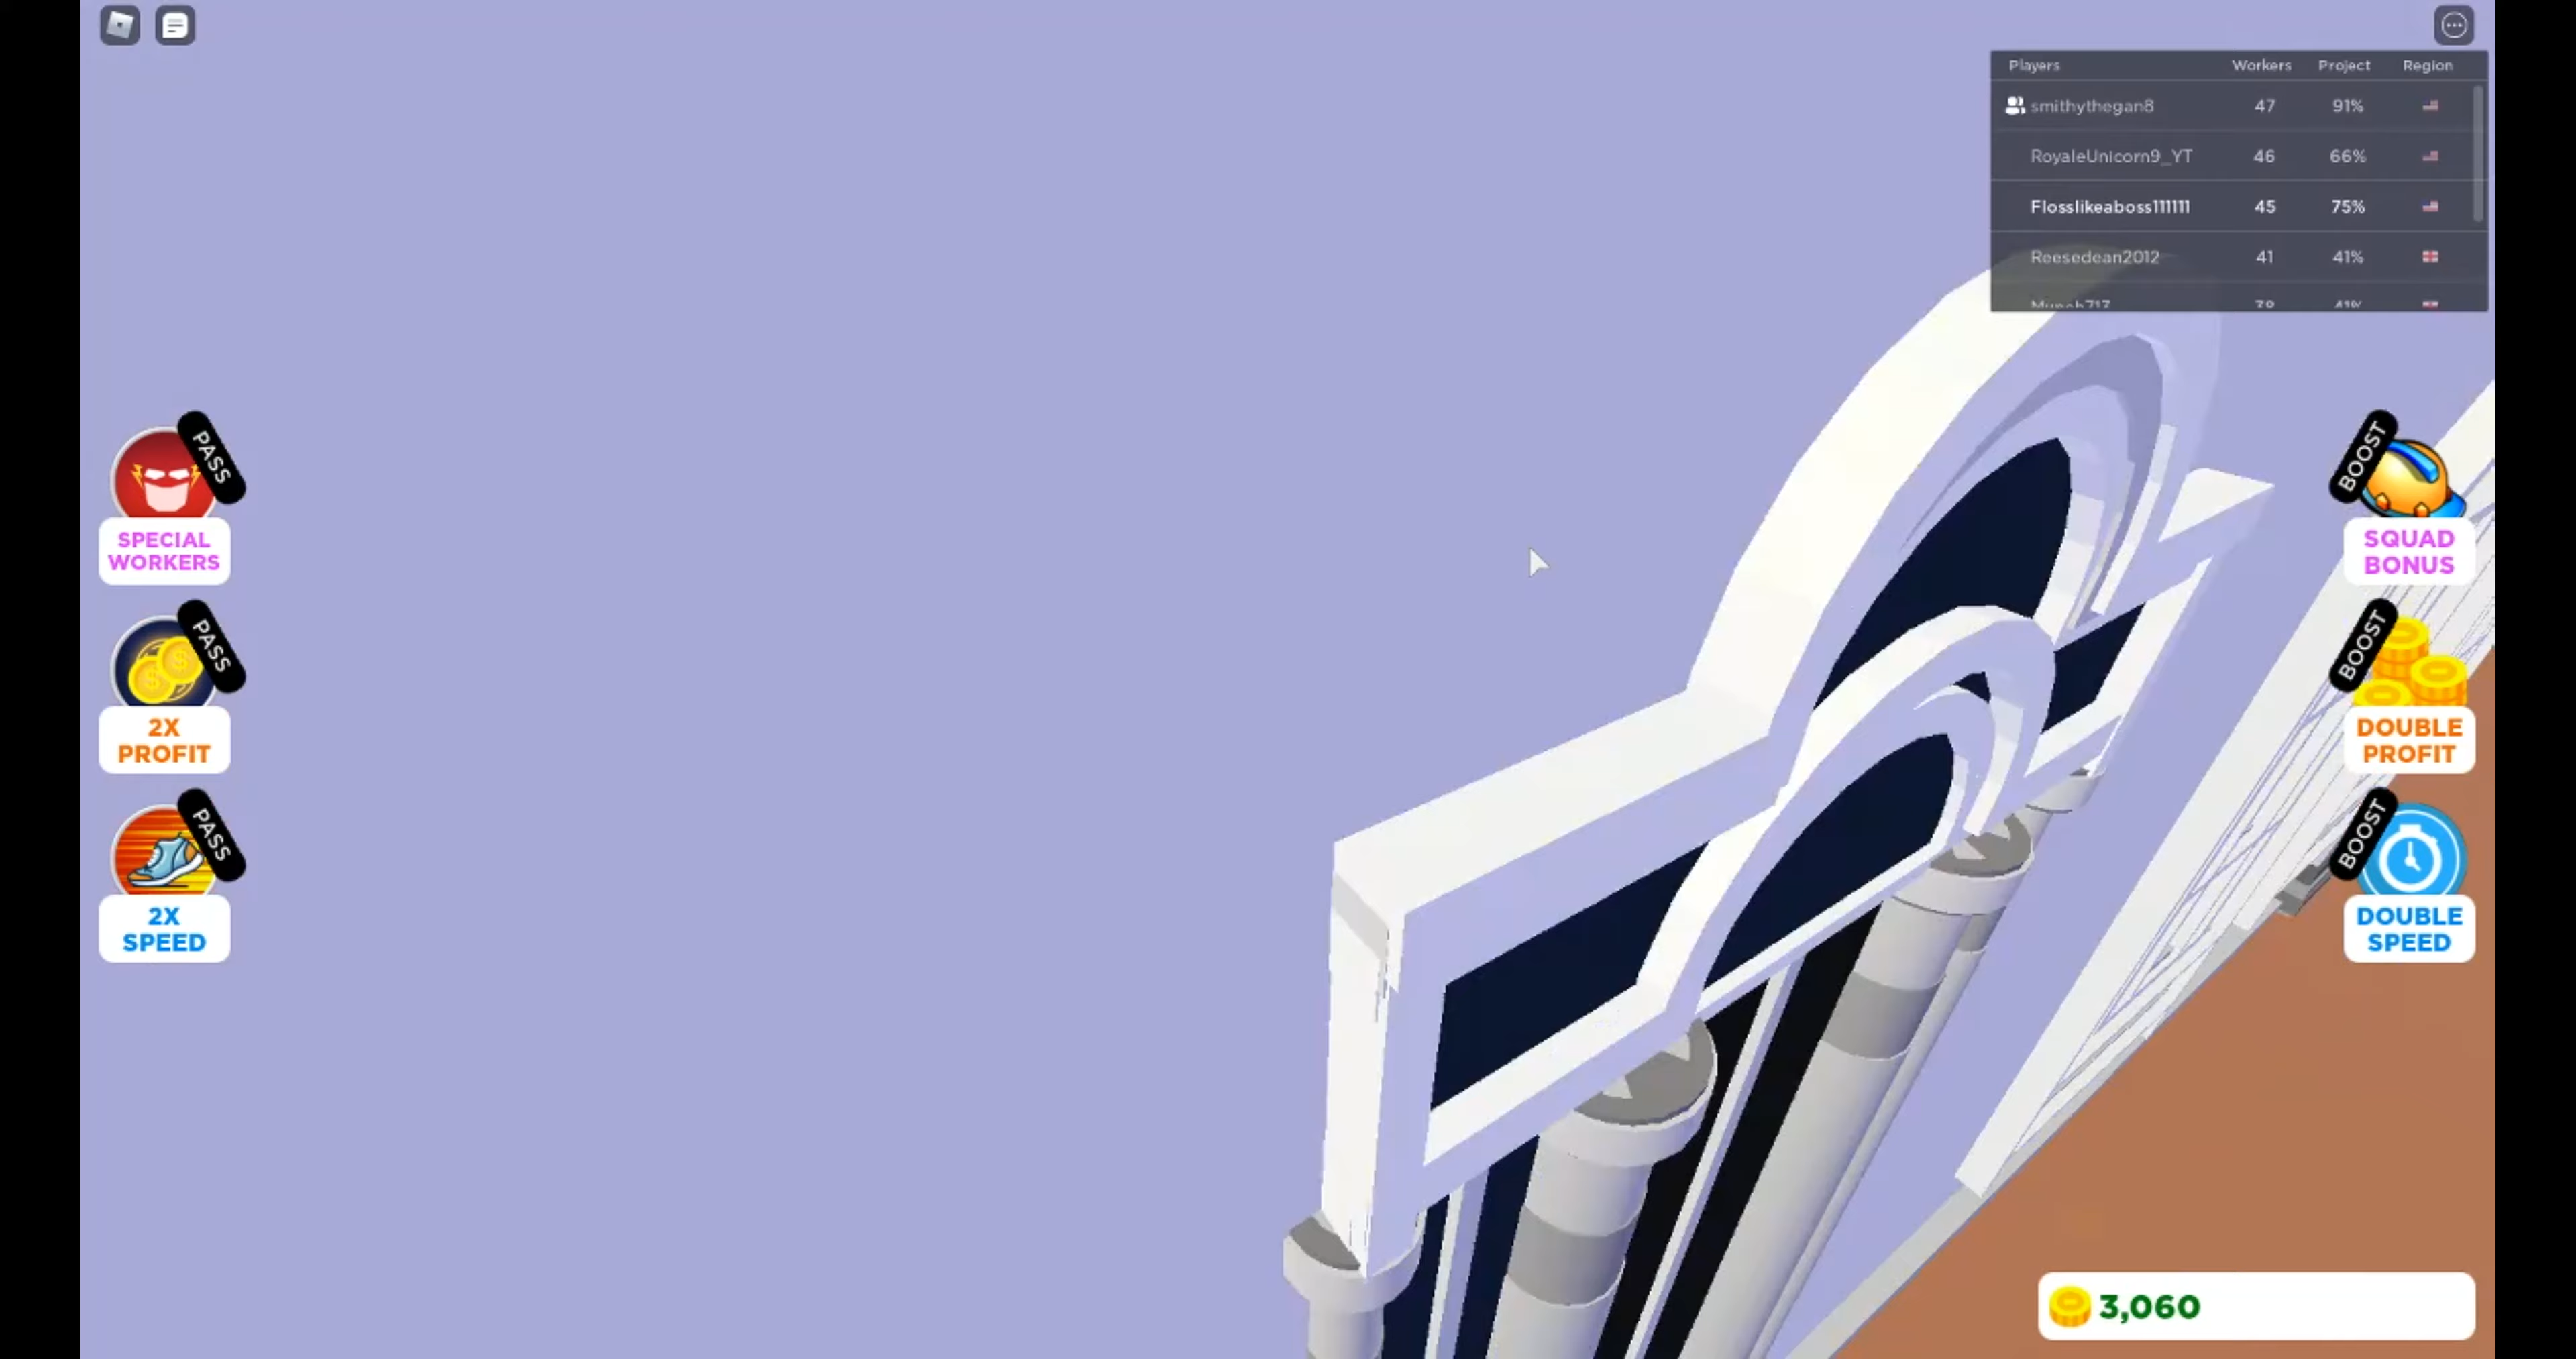 Players Workers Project Region
smithythegan8 47 91%
RoyaleUnicorn9_YT 46 66%
Flosslikeaboss111111 45 75%
Reesedean2012 41 41%
PASS
SPECIAL
WORKERS
PASS
2X
PROFIT
PASS
2X
SPEED
BOOST
SQUAD
BONUS
BOOST
DOUBLE
PROFIT
BOOST
DOUBLE
SPEED
3,060